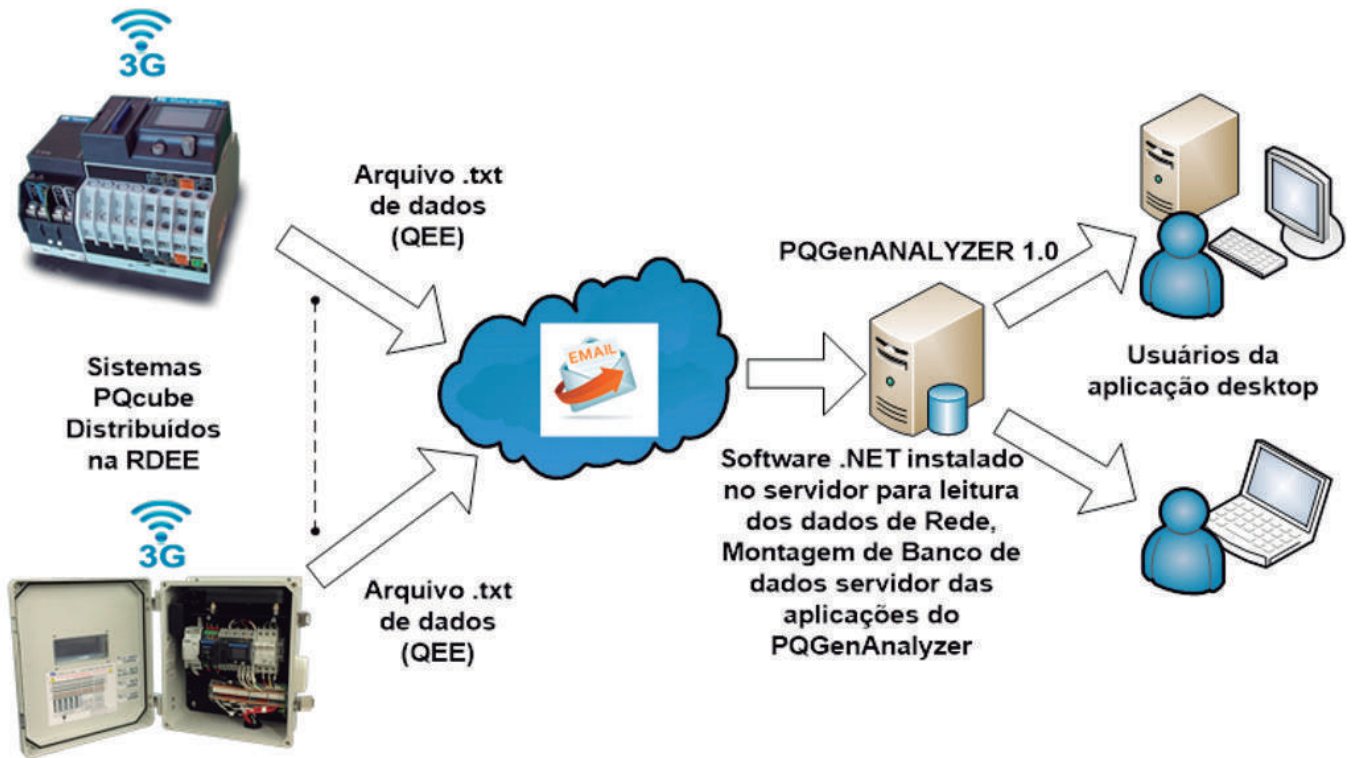 3G
Arquivo .txt
de dados
(QEE)
Sistemas
PQcube
Distribuídos
na RDEE
3G
Arquivo .txt
de dados
(QEE)
EMAIL
PQGenANALYZER 1.0
Software .NET instalado
no servidor para leitura
dos dados de Rede,
Montagem de Banco de
dados servidor das
aplicações do
PQGenAnalyzer
Usuários da
aplicação desktop